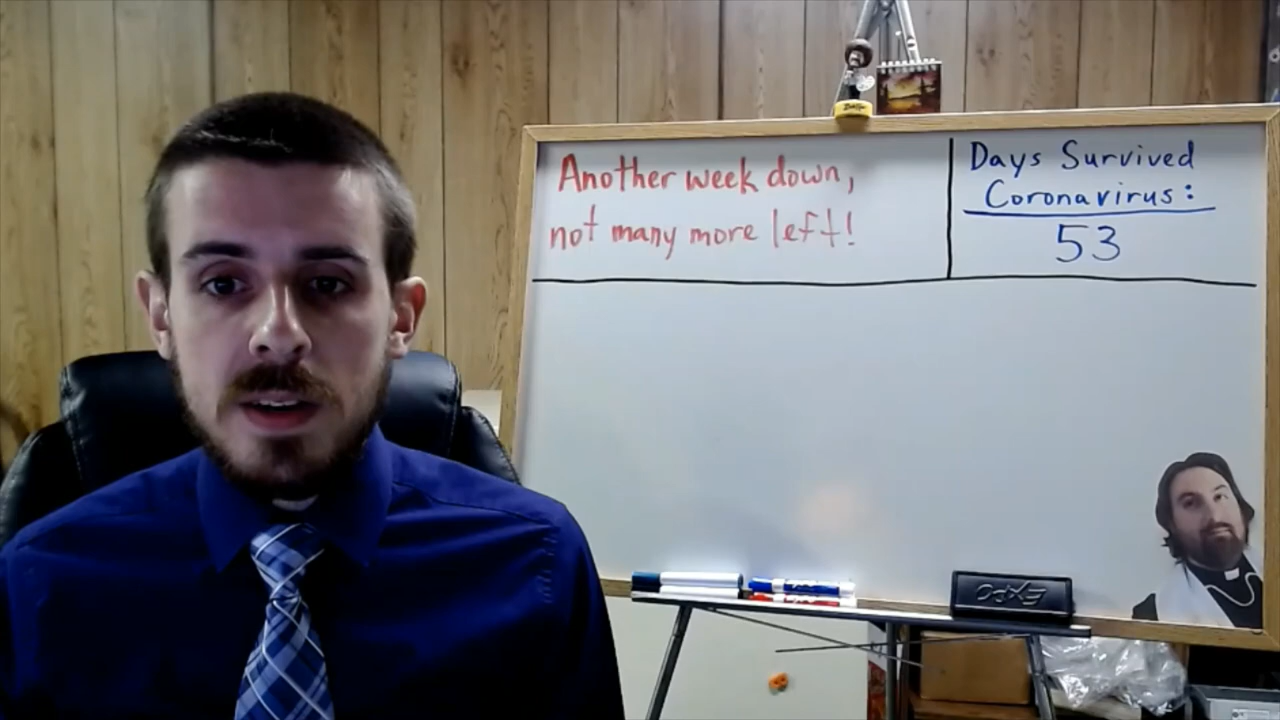 Another week down,
not many more left!
Days Survived
Coronavirus:
53
EXPO